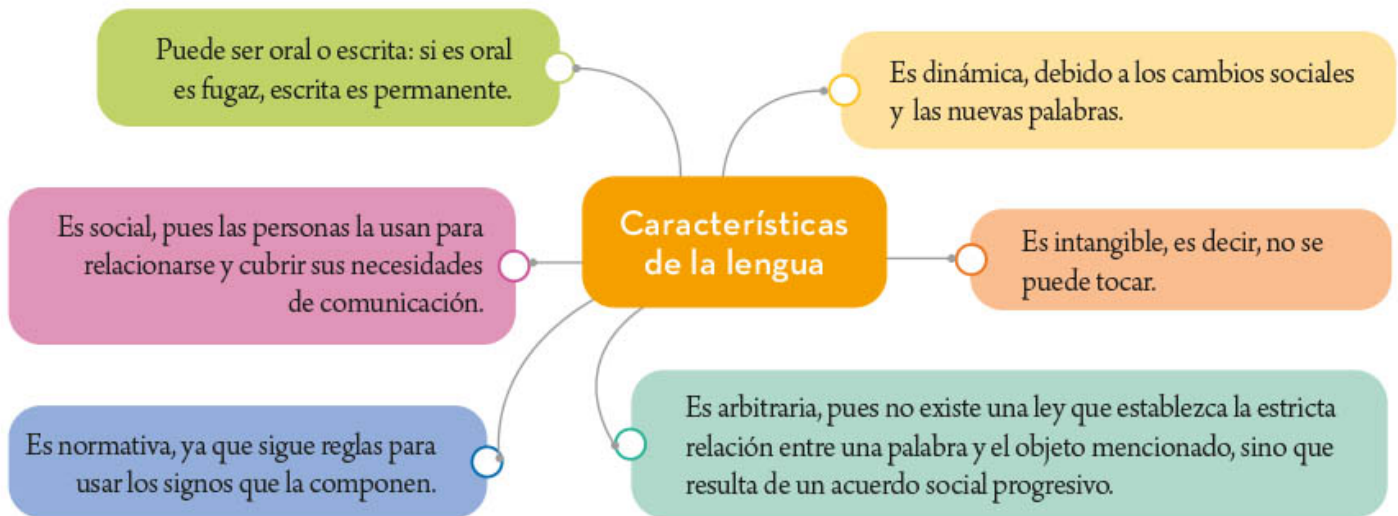 Puede ser oral o escrita: si es oral
es fugaz, escrita es permanente.
Es dinámica, debido a los cambios sociales
y las nuevas palabras.
Es social, pues las personas la usan para
relacionarse y cubrir sus necesidades
de comunicación.
Características
de la lengua
Es intangible, es decir, no se
puede tocar.
Es normativa, ya que sigue reglas para
usar los signos que la componen.
Es arbitraria, pues no existe una ley que establezca la estricta
relación entre una palabra y el objeto mencionado, sino que
resulta de un acuerdo social progresivo.